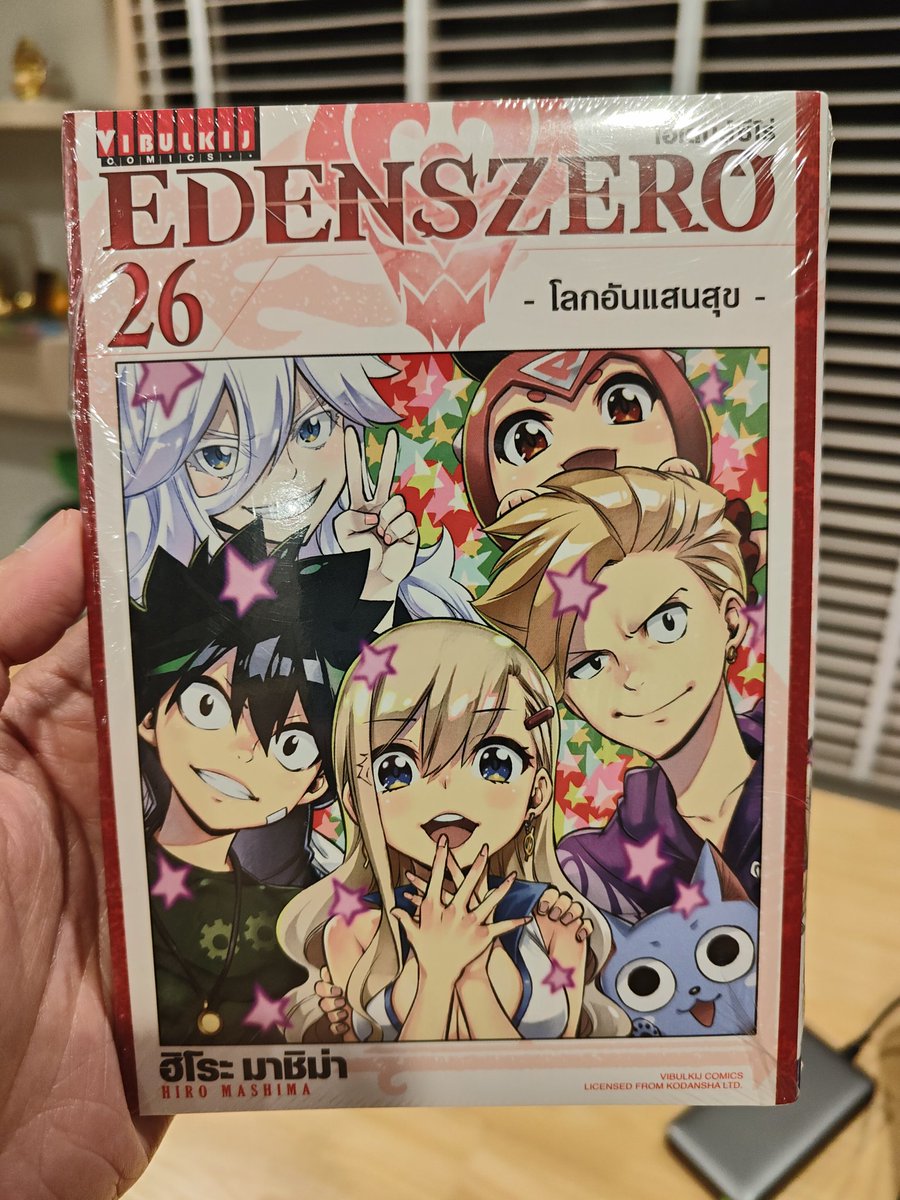 VIBULKIJ
COMICS
EDENSZERO
26
- โลกอันแสนสุข -
ฮิโระ มาชิม่า
HIRO MASHIMA
VIBULKIJ COMICS
LICENSED FROM KODANSHA LTD.